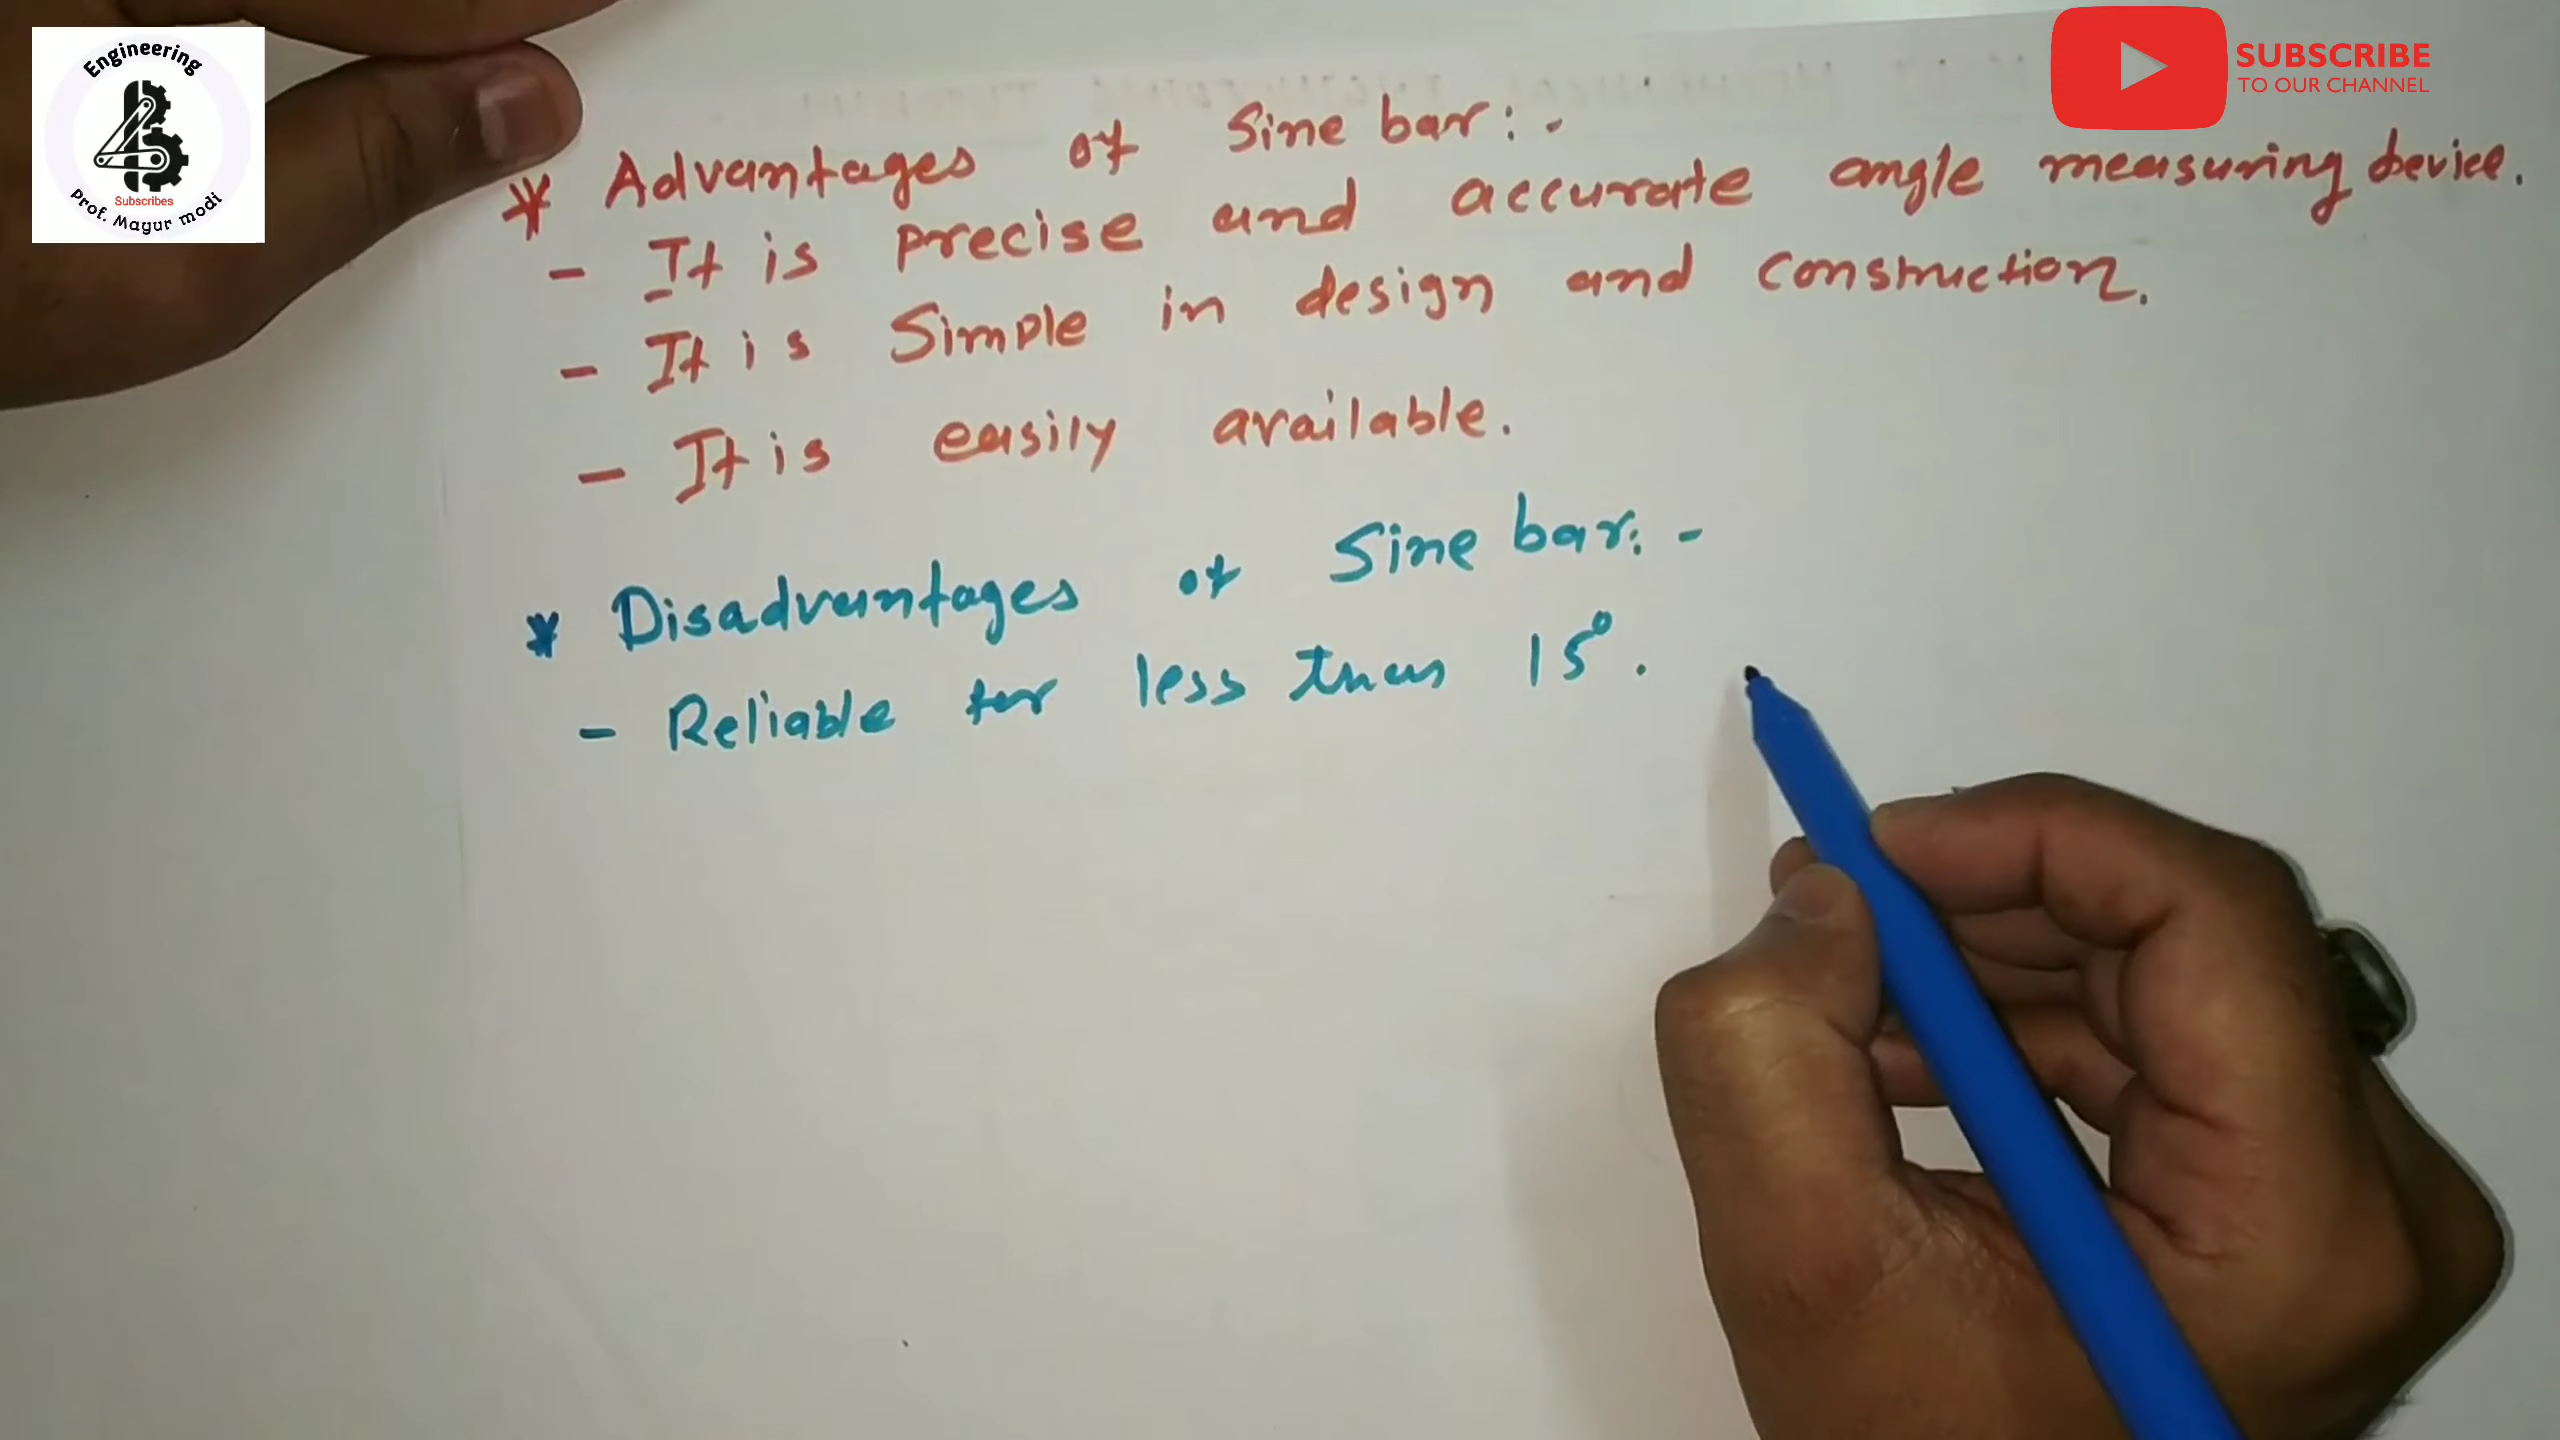 Engineering
Subscribes
Prof. Mayur modi
SUBSCRIBE
TO OUR CHANNEL
* Advantages of Sine bar:-
- It is precise and accurate angle measuring device.
- It is Simple in design and construction.
- It is easily available.
* Disadvantages of Sine bar:-
- Reliable for less than 15°.